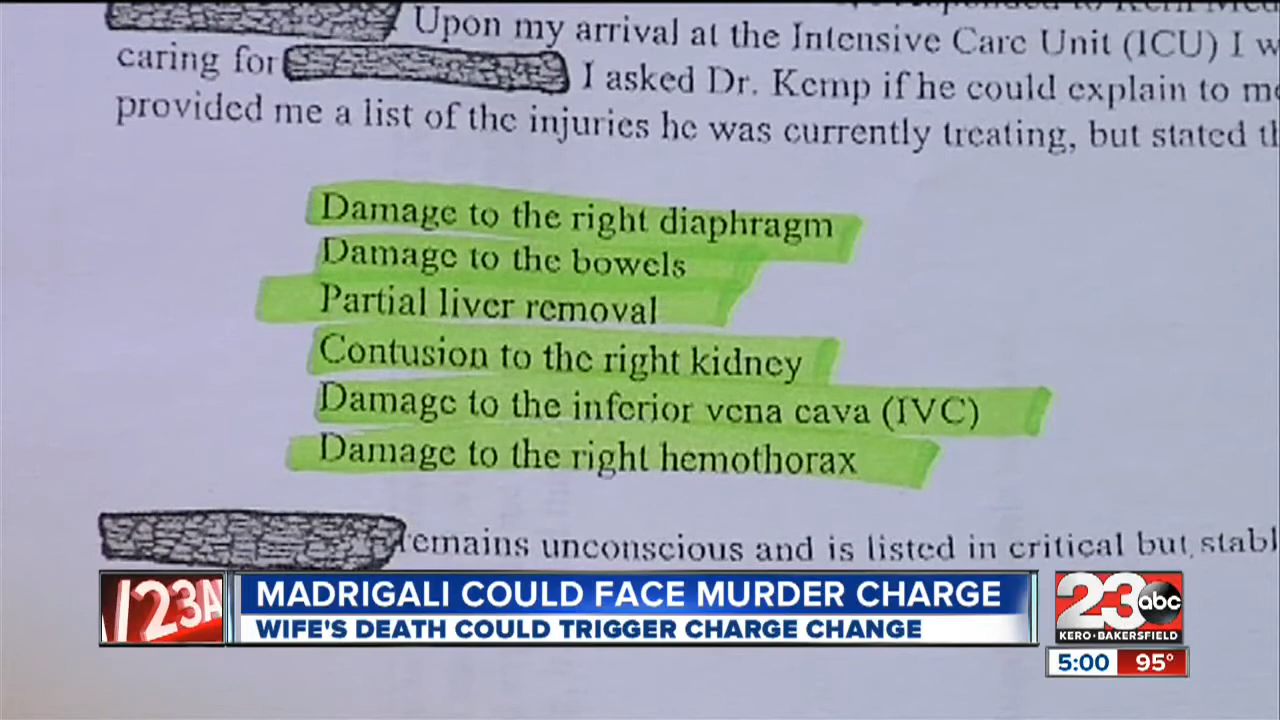 Upon my arrival at the Intensive Care Unit (ICU) I w
caring for
I asked Dr. Kemp if he could explain to me
provided me a list of the injuries he was currently treating, but stated th
Damage to the right diaphragm
Damage to the bowels
Partial liver removal
Contusion to the right kidney
Damage to the inferior vena cava (IVC)
Damage to the right hemothorax
remains unconscious and is listed in critical but stabl
23A
MADRIGALI COULD FACE MURDER CHARGE
WIFE'S DEATH COULD TRIGGER CHARGE CHANGE
23 abc
KERO•BAKERSFIELD
5:00 95°